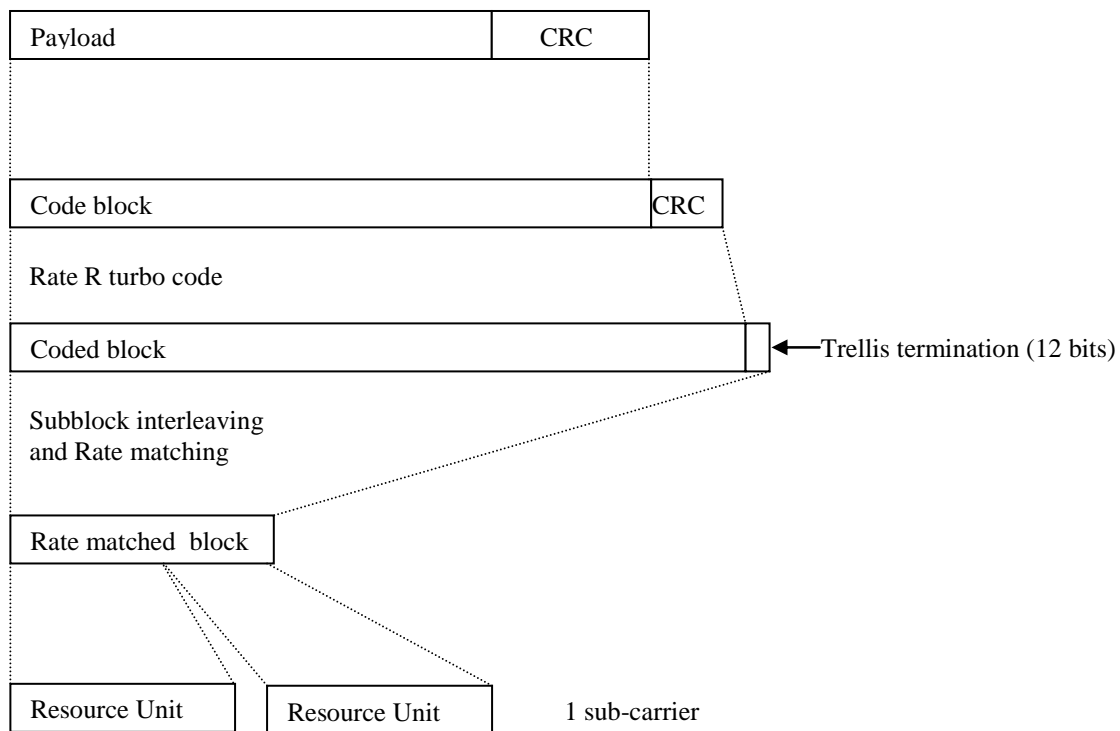 Payload CRC
Code block CRC
Rate R turbo code
Coded block
Trellis termination (12 bits)
Subblock interleaving
and Rate matching
Rate matched block
Resource Unit Resource Unit 1 sub-carrier